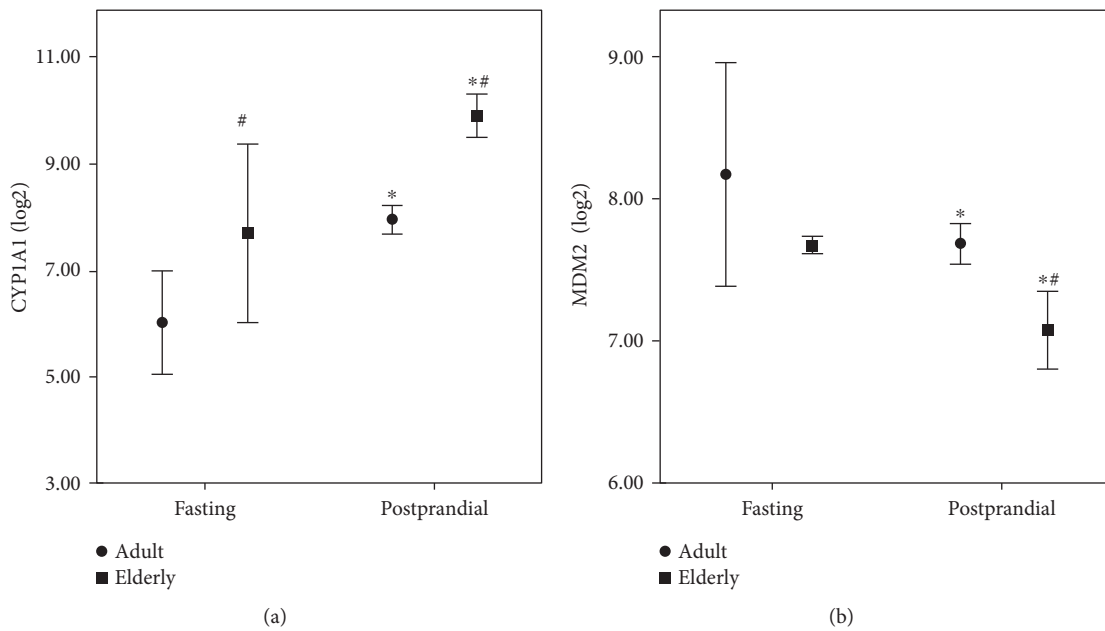 CYP1A1 (log2)
11.00
9.00
7.00
5.00
3.00
#
*
*#
Fasting
Postprandial
Adult
Elderly
(a)
MDM2 (log2)
9.00
8.00
7.00
6.00
*
*#
Fasting
Postprandial
Adult
Elderly
(b)